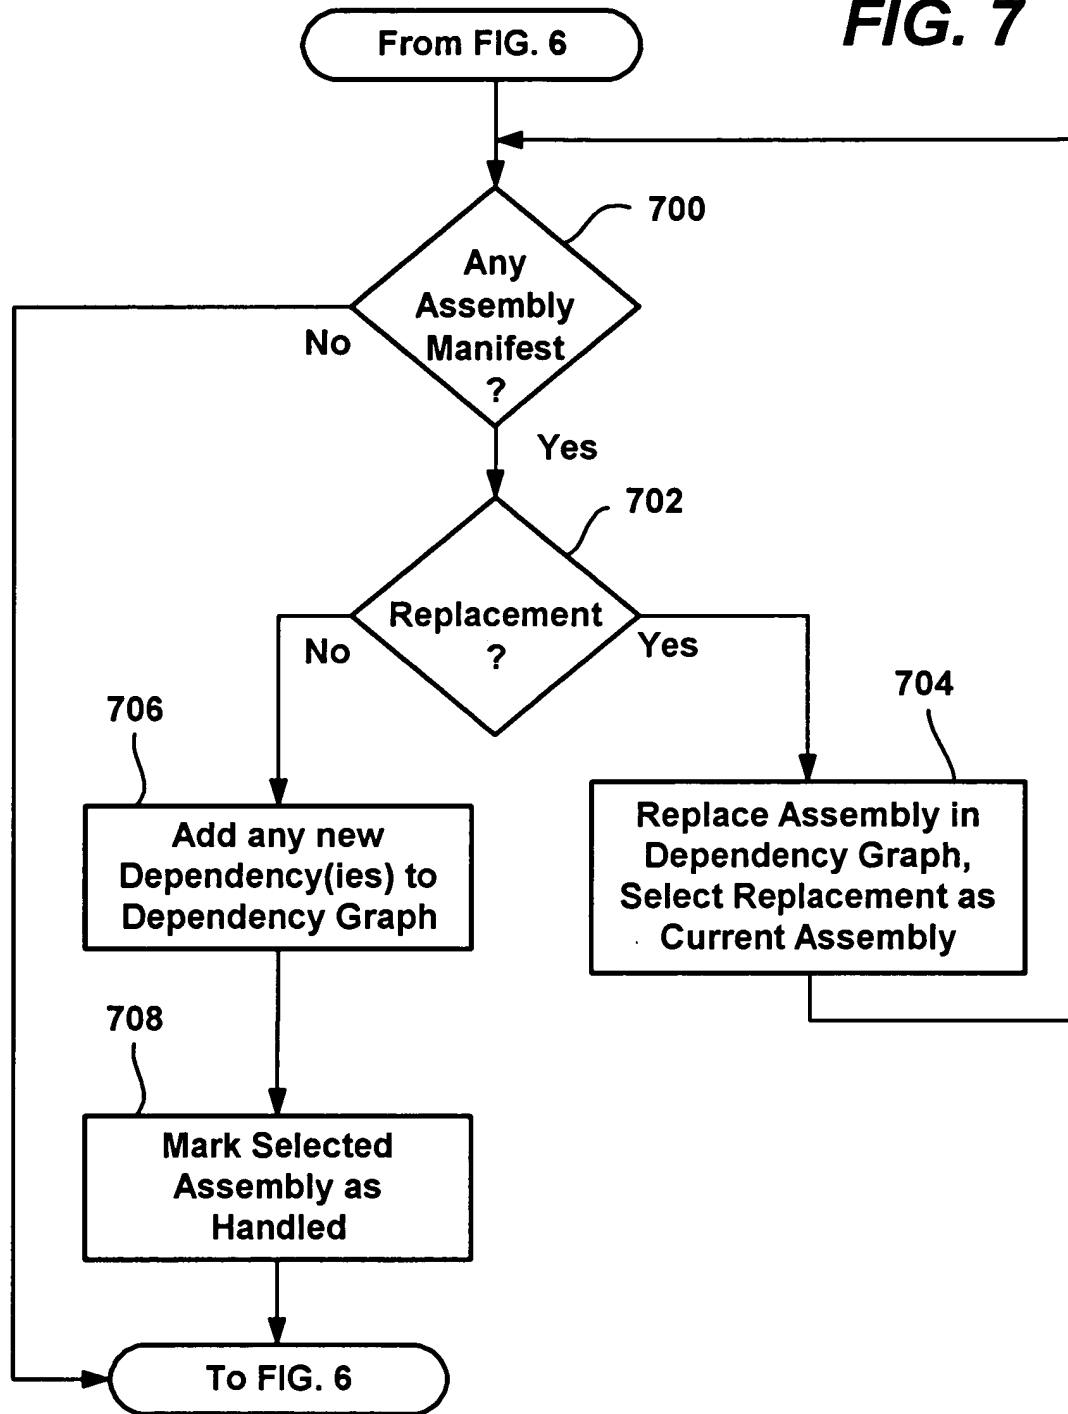 FIG. 7
From FIG. 6
700
Any
Assembly
Manifest
?
No
Yes
702
Replacement
?
No
Yes
704
706
Replace Assembly in
Dependency Graph,
Select Replacement as
Current Assembly
Add any new
Dependency(ies) to
Dependency Graph
708
Mark Selected
Assembly as
Handled
To FIG. 6